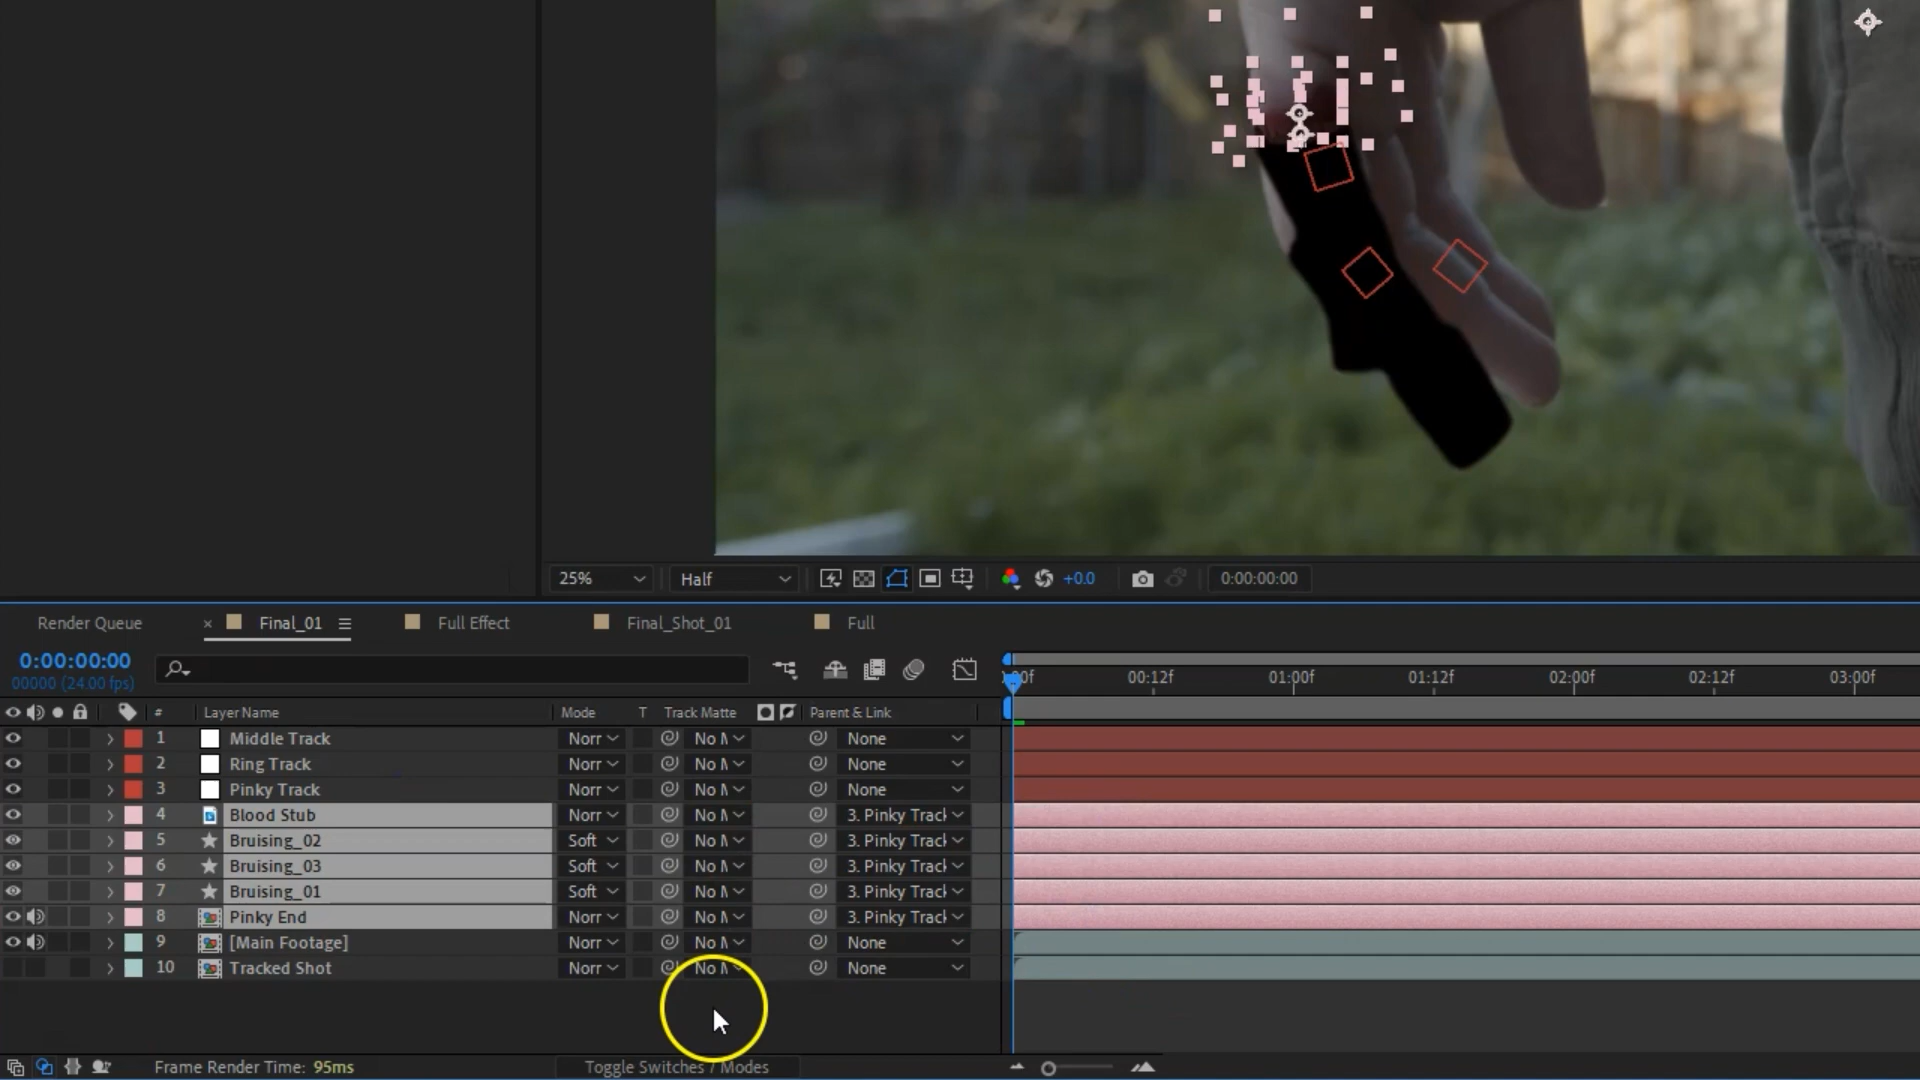 25% Half +0.0 0:00:00:00
Render Queue × Final_01 Full Effect Final_Shot_01 Full
0:00:00:00
00000 (24.00 fps)
00f 00:12f 01:00f 01:12f 02:00f 02:12f 03:00f
# Layer Name Mode T Track Matte Parent & Link
1 Middle Track Norr No M None
2 Ring Track Norr No M None
3 Pinky Track Norr No M None
4 Blood Stub Norr No M 3. Pinky Track
5 Bruising_02 Soft No M 3. Pinky Track
6 Bruising_03 Soft No M 3. Pinky Track
7 Bruising_01 Soft No M 3. Pinky Track
8 Pinky End Norr No M 3. Pinky Track
9 [Main Footage] Norr No M None
10 Tracked Shot Norr No M None
Frame Render Time: 95ms Toggle Switches / Modes